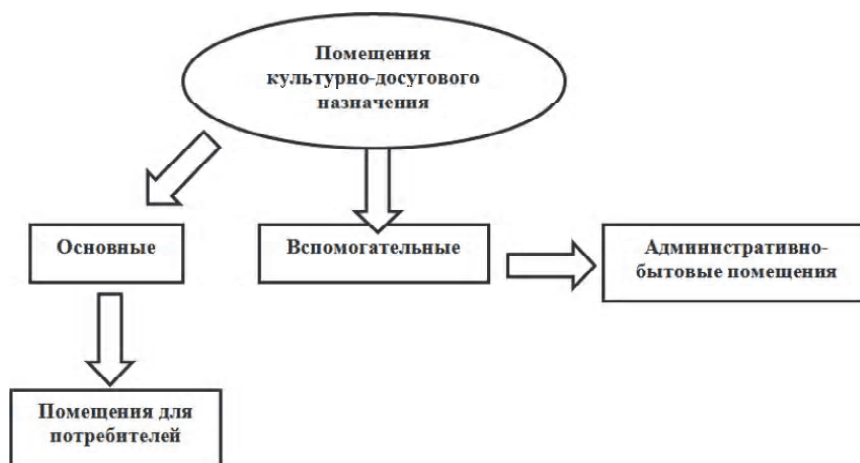 Помещения
культурно-досугового
назначения
Основные
Вспомогательные
Административно-
бытовые помещения
Помещения для
потребителей